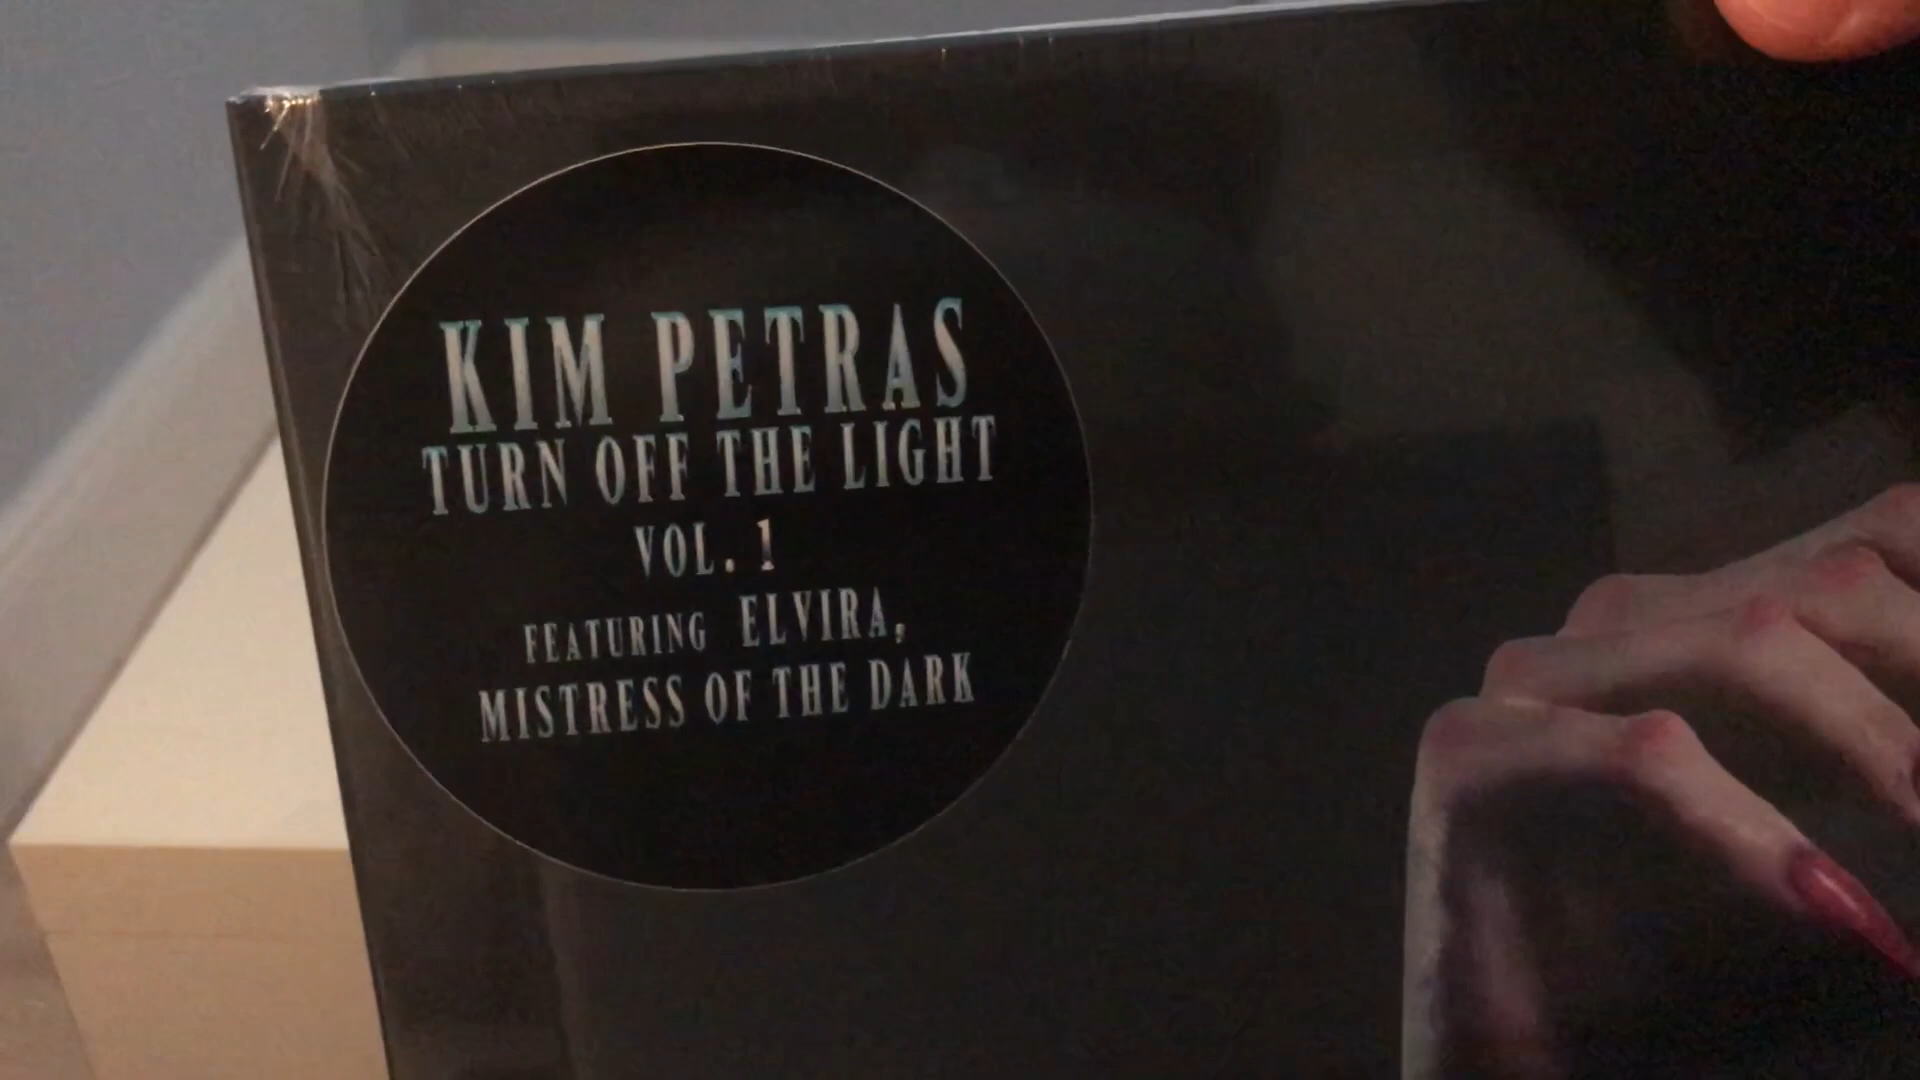 KIM PETRAS
TURN OFF THE LIGHT
VOL. 1
FEATURING ELVIRA,
MISTRESS OF THE DARK